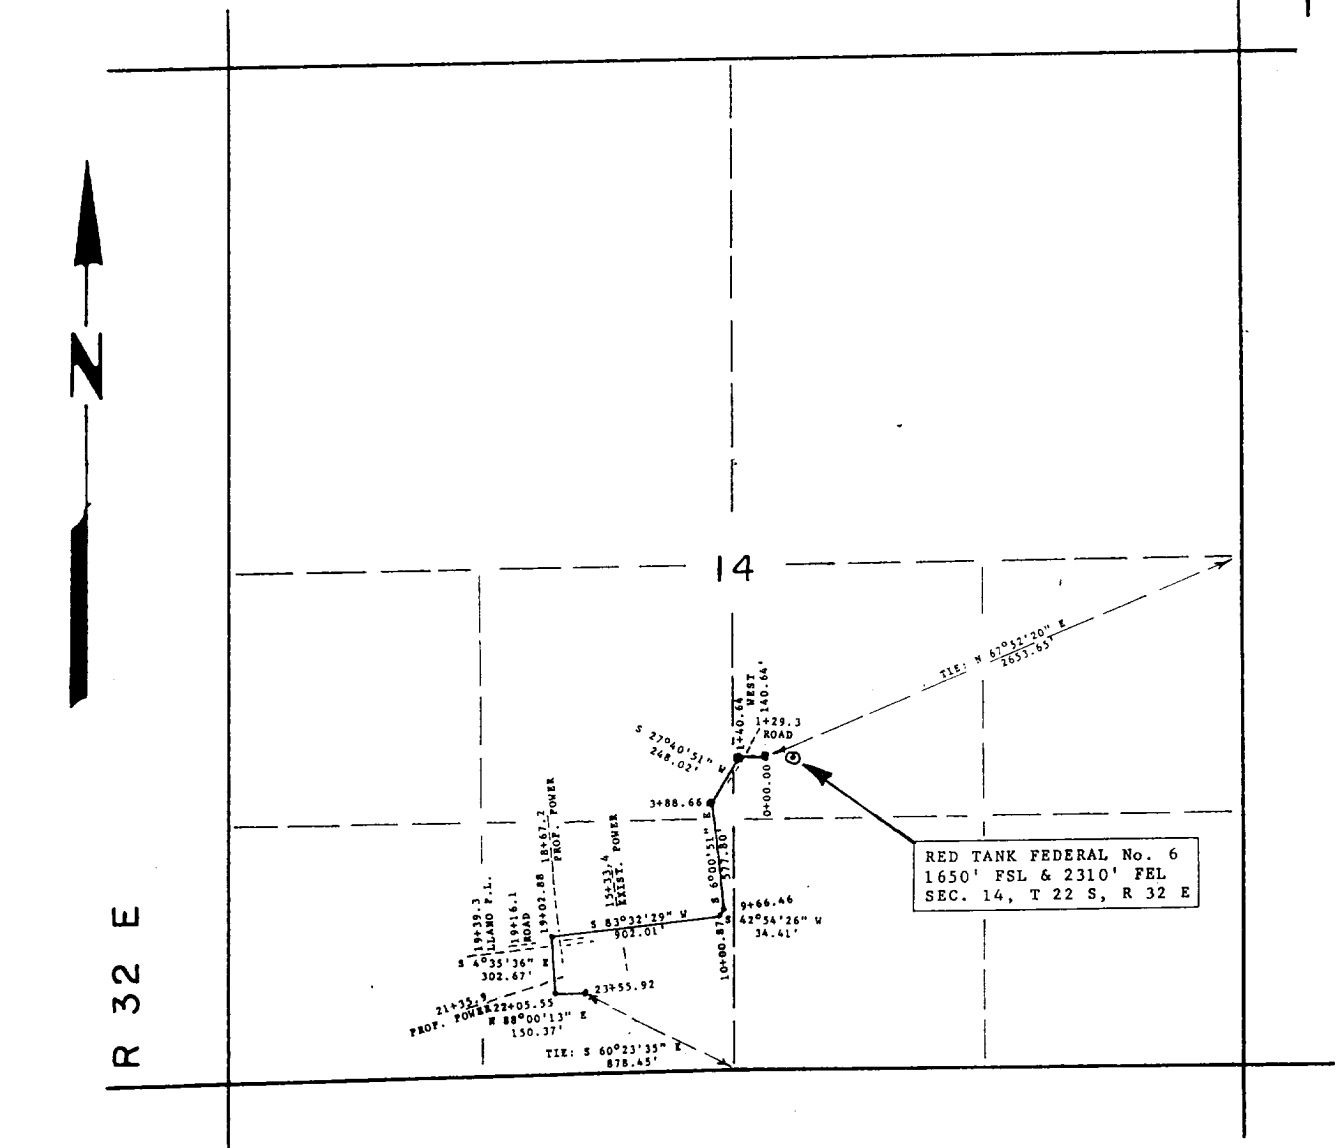 N
R 32 E
14
TIE: N 67°52'20" E
2653.65'
1+40.64
WEST
140.64'
1+29.3
ROAD
0+00.00
S 27°40'51" W
248.02'
3+88.66
S 6°00'51" E
577.80'
RED TANK FEDERAL No. 6
1650' FSL & 2310' FEL
SEC. 14, T 22 S, R 32 E
18+67.2
PROP. POWER
15+33.4
EXIST. POWER
9+66.46
S 42°54'26" W
34.41'
10+00.87
S 83°32'29" W
902.01'
19+02.88
19+16.1
ROAD
19+39.3
LLANO P.L.
S 4°35'36" E
302.67'
21+35.9
PROP. POWER
22+05.55
23+55.92
N 88°00'13" E
150.37'
TIE: S 60°23'35" E
878.45'